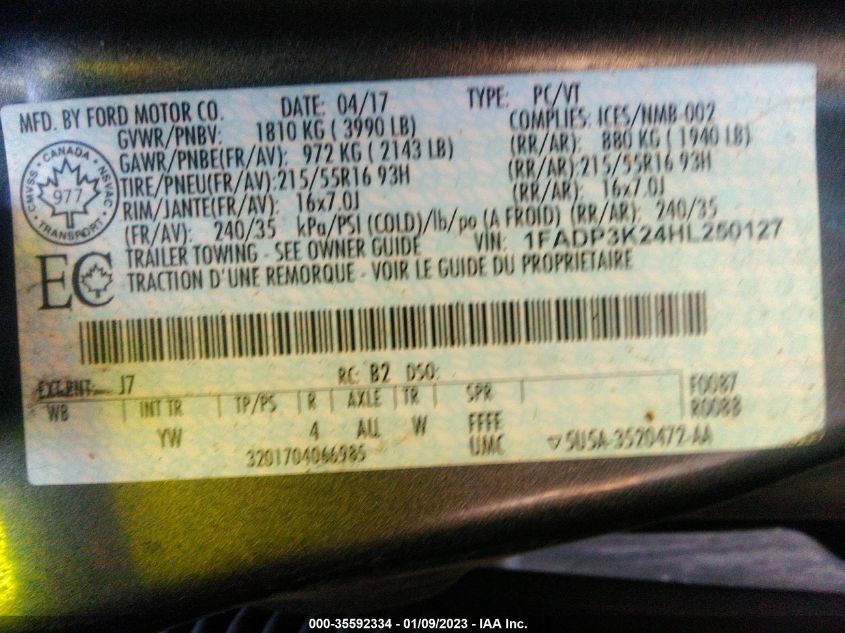 MFD. BY FORD MOTOR CO. DATE: 04/17 TYPE: PC/VT
GVWR/PNBV: 1810 KG ( 3990 LB) COMPLIES: ICES/NMB-002
GAWR/PNBE(FR/AV): 972 KG ( 2143 LB) (RR/AR): 880 KG ( 1940 LB)
TIRE/PNEU(FR/AV):215/55R16 93H (RR/AR):215/55R16 93H
RIM/JANTE(FR/AV): 16x7.0J (RR/AR): 16x7.0J
(FR/AV): 240/35 kPa/PSI (COLD)/lb/po (A FROID) (RR/AR): 240/35
TRAILER TOWING - SEE OWNER GUIDE VIN: 1FADP3K24HL250127
TRACTION D'UNE REMORQUE - VOIR LE GUIDE DU PROPRIETAIRE
CANADA
CMVSS NSVAC
977
TRANSPORT
EC
EXT PNT: J7 RC: B2 DSO:
WB INT TR TP/PS R AXLE TR SPR F0087
YW 4 AU W FFFE R0088
3201704066985 UMC 5U5A-3520472-AA
000-35592334 - 01/09/2023 - IAA Inc.